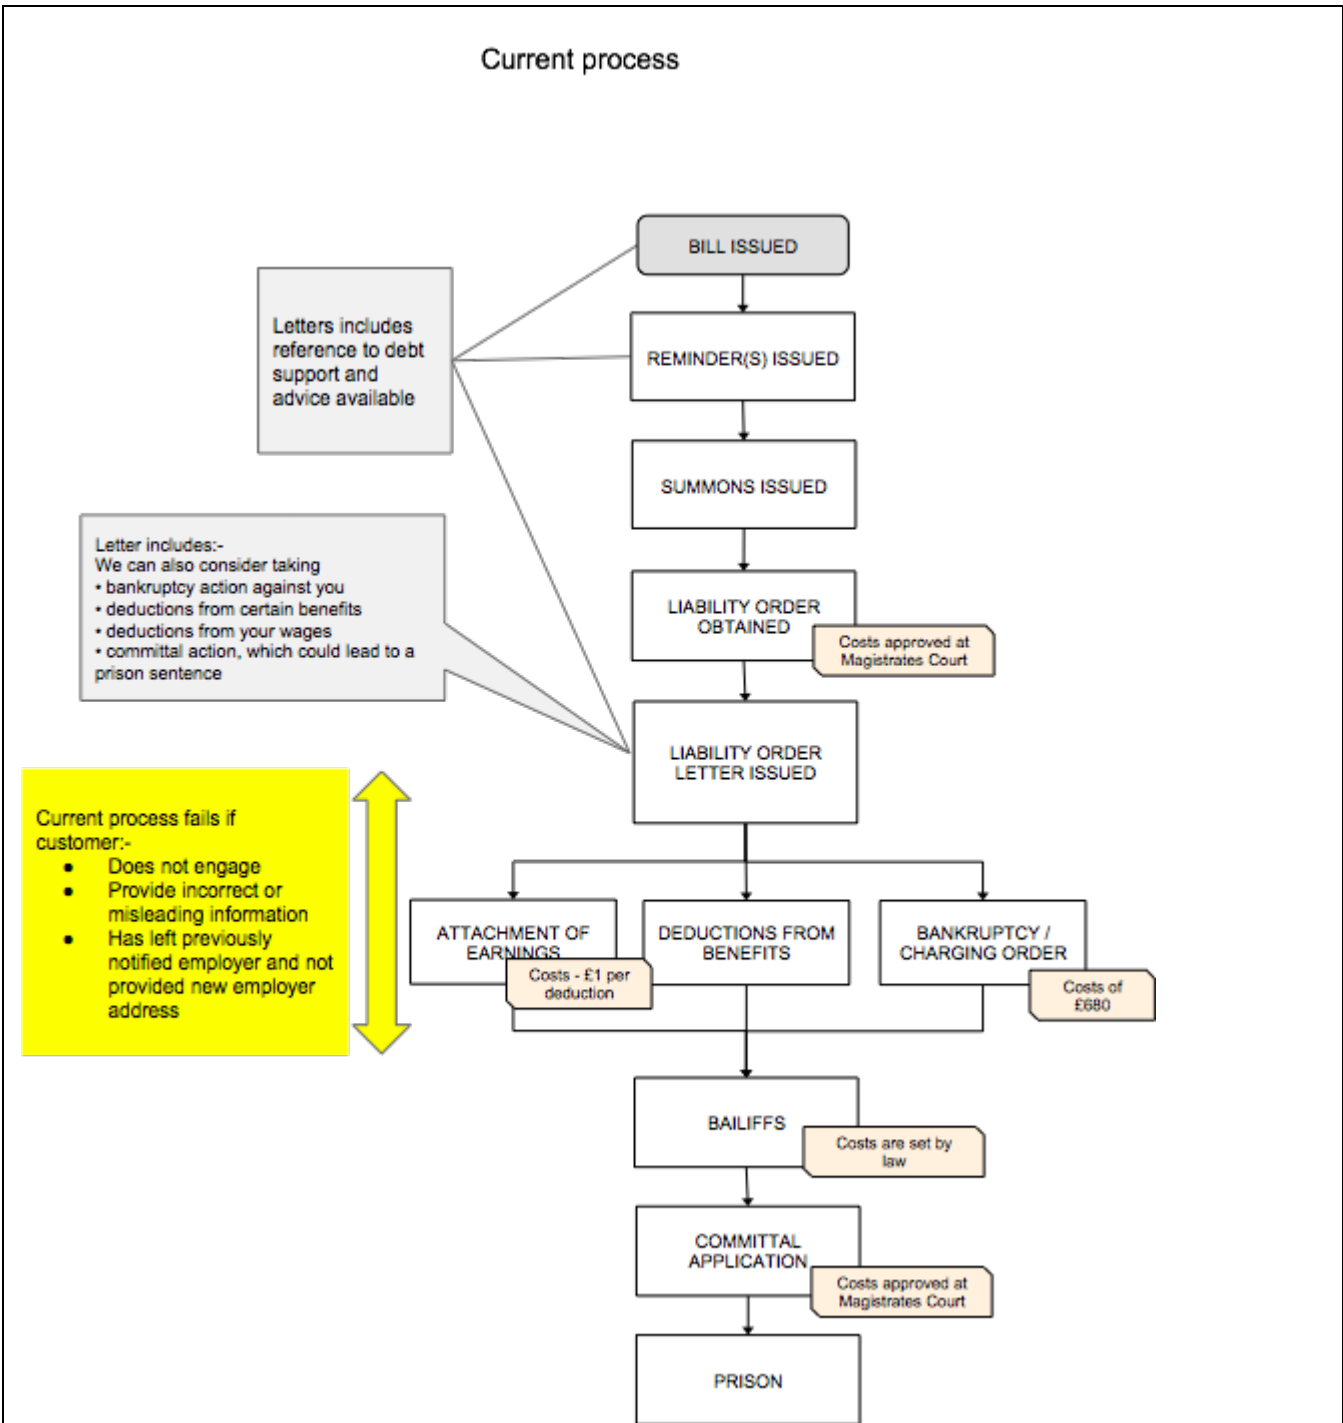 Current process
BILL ISSUED
Letters includes
reference to debt
support and
advice available
REMINDER(S) ISSUED
SUMMONS ISSUED
Letter includes:-
We can also consider taking
• bankruptcy action against you
• deductions from certain benefits
• deductions from your wages
• committal action, which could lead to a
prison sentence
LIABILITY ORDER
OBTAINED
Costs approved at
Magistrates Court
LIABILITY ORDER
LETTER ISSUED
Current process fails if
customer:-
● Does not engage
● Provide incorrect or
misleading information
● Has left previously
notified employer and not
provided new employer
address
ATTACHMENT OF
EARNINGS
Costs - £1 per
deduction
DEDUCTIONS FROM
BENEFITS
BANKRUPTCY /
CHARGING ORDER
Costs of
£680
BAILIFFS
Costs are set by
law
COMMITTAL
APPLICATION
Costs approved at
Magistrates Court
PRISON